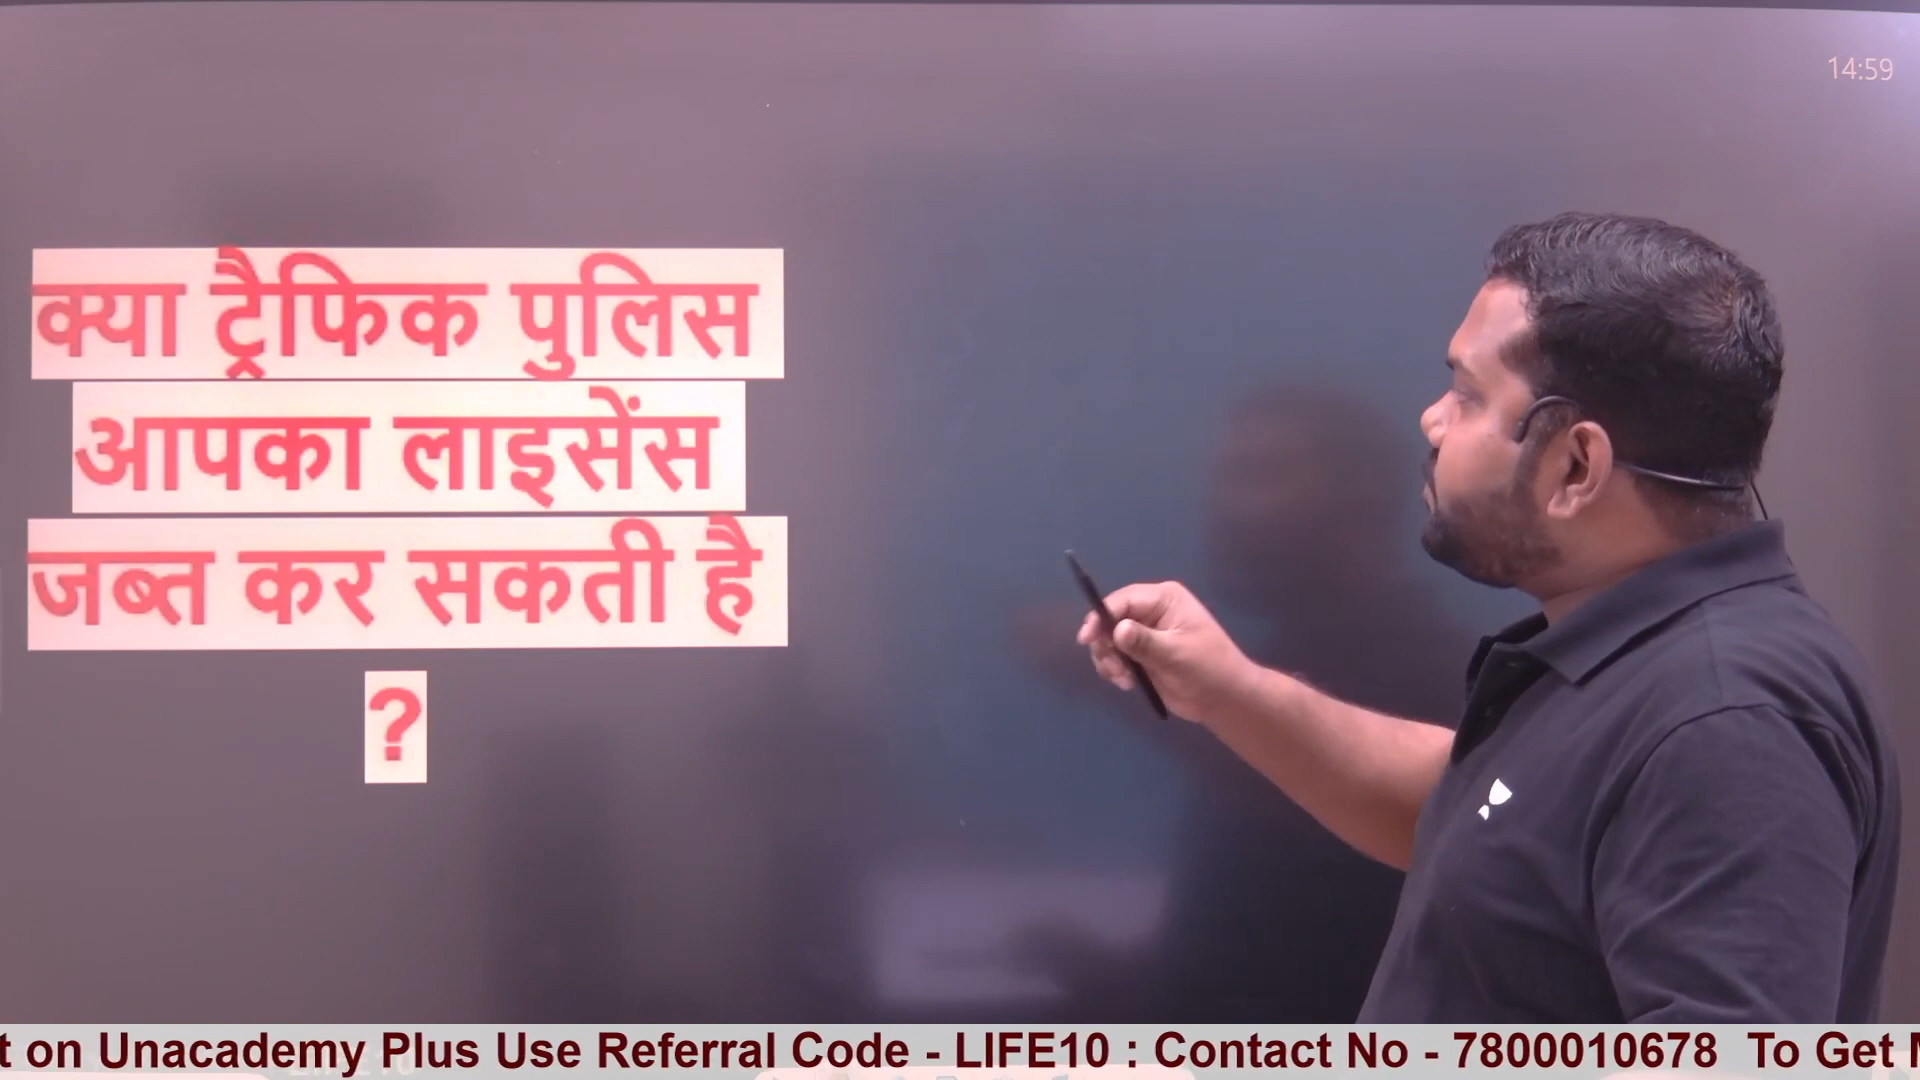 14:59
क्या ट्रैफिक पुलिस
आपका लाइसेंस
जब्त कर सकती है
?
t on Unacademy Plus Use Referral Code - LIFE10 : Contact No - 7800010678 To Get